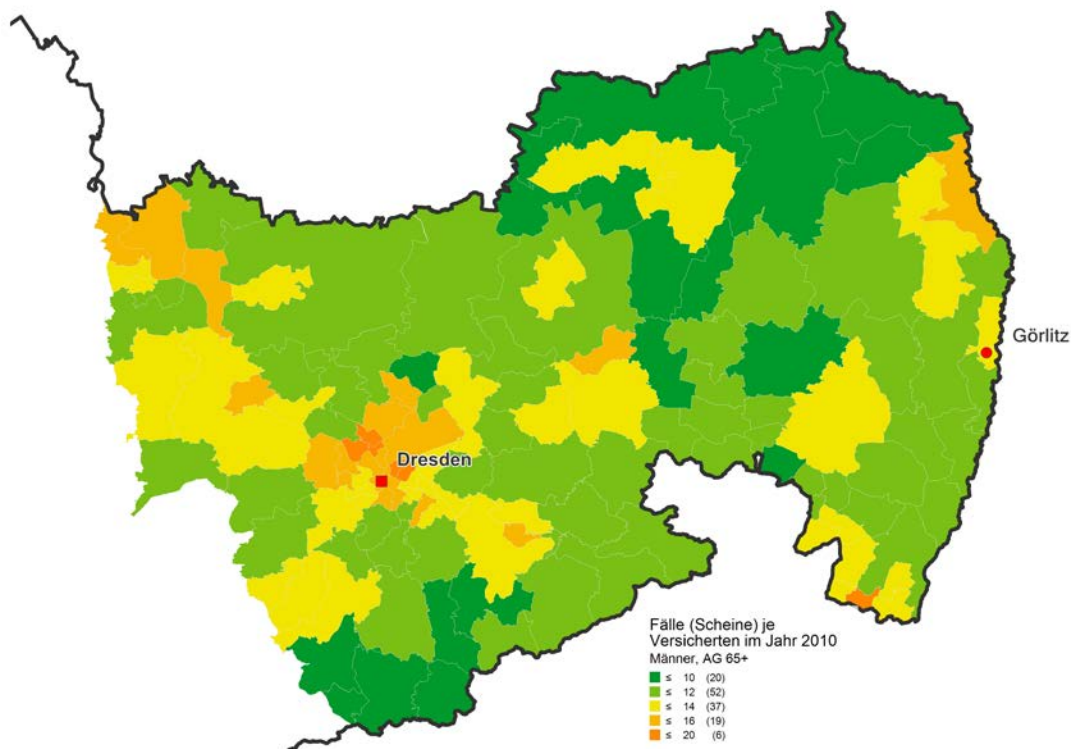 Görlitz
Dresden
Fälle (Scheine) je
Versicherten im Jahr 2010
Männer, AG 65+
≤ 10 (20)
≤ 12 (52)
≤ 14 (37)
≤ 16 (19)
≤ 20 (6)